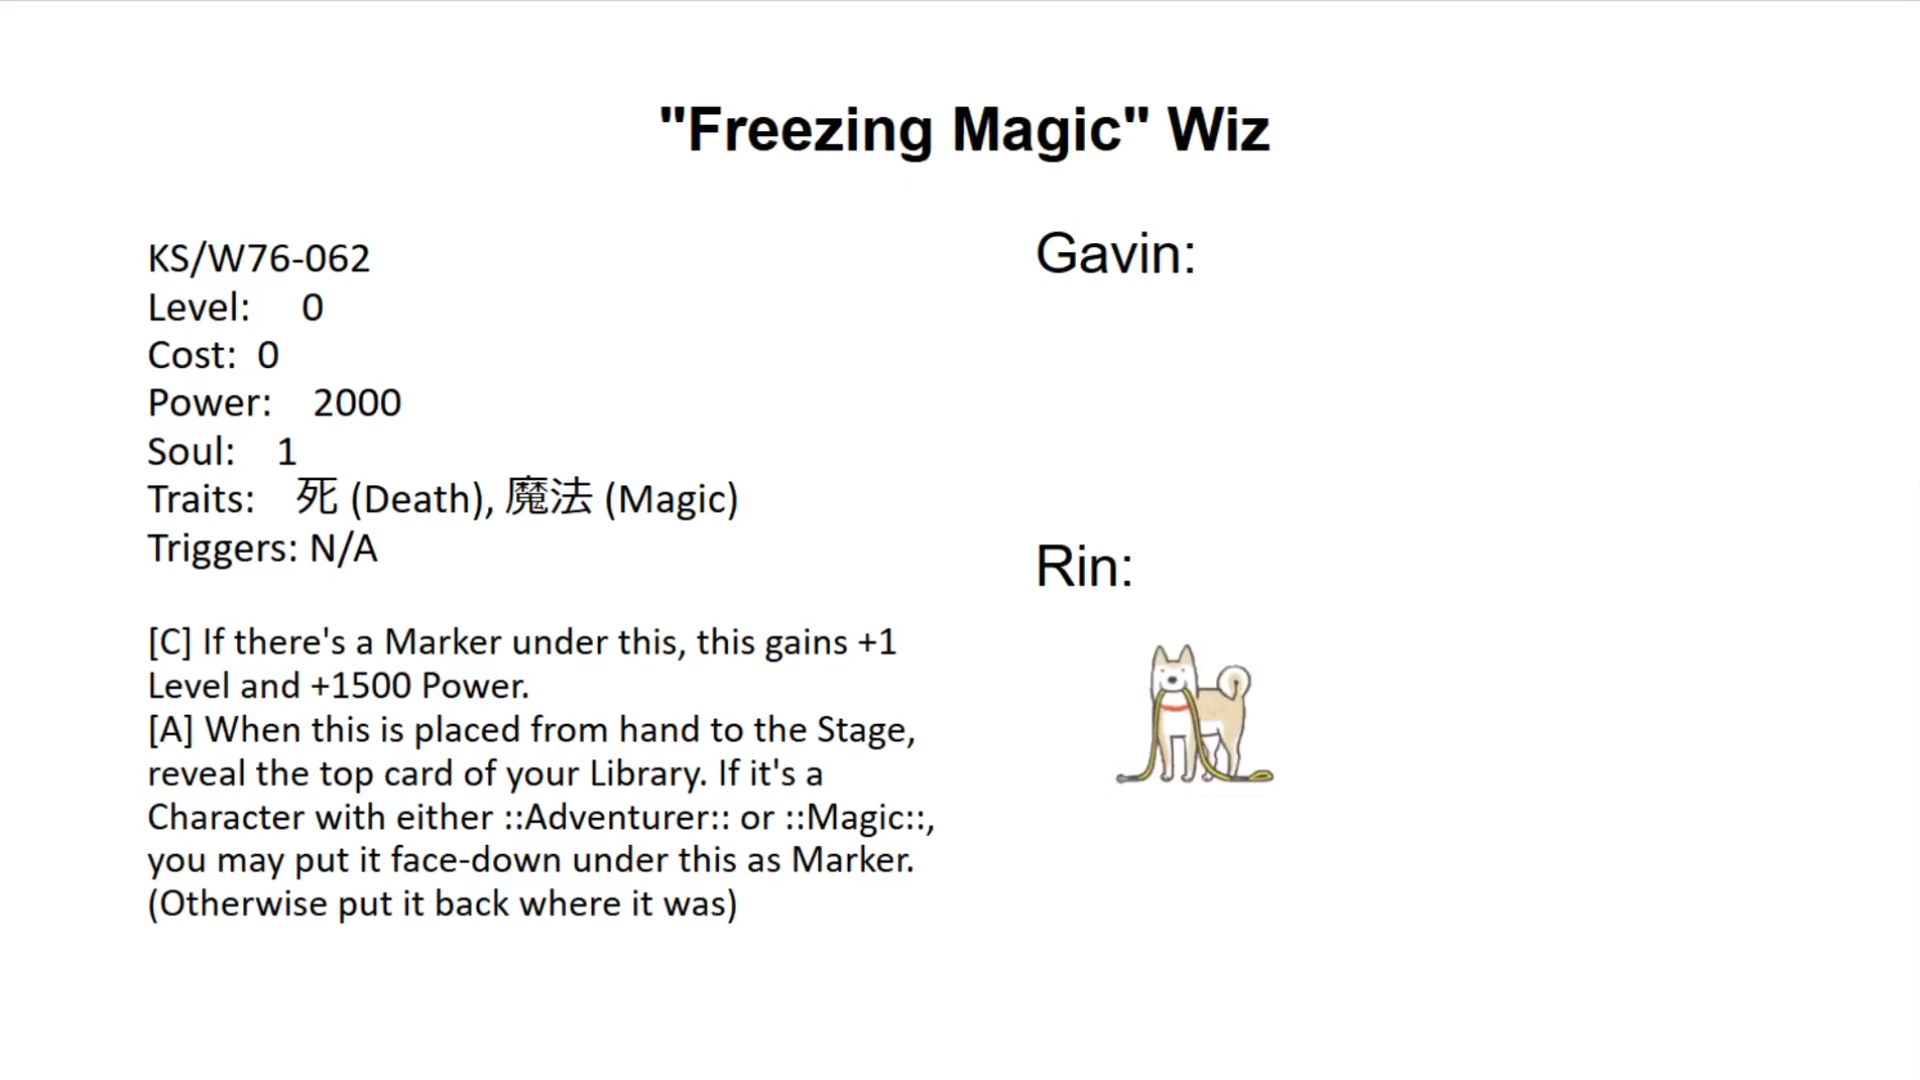 "Freezing Magic" Wiz
KS/W76-062
Level: 0
Cost: 0
Power: 2000
Soul: 1
Traits: 死 (Death), 魔法 (Magic)
Triggers: N/A
[C] If there's a Marker under this, this gains +1
Level and +1500 Power.
[A] When this is placed from hand to the Stage,
reveal the top card of your Library. If it's a
Character with either ::Adventurer:: or ::Magic::,
you may put it face-down under this as Marker.
(Otherwise put it back where it was)
Gavin:
Rin: